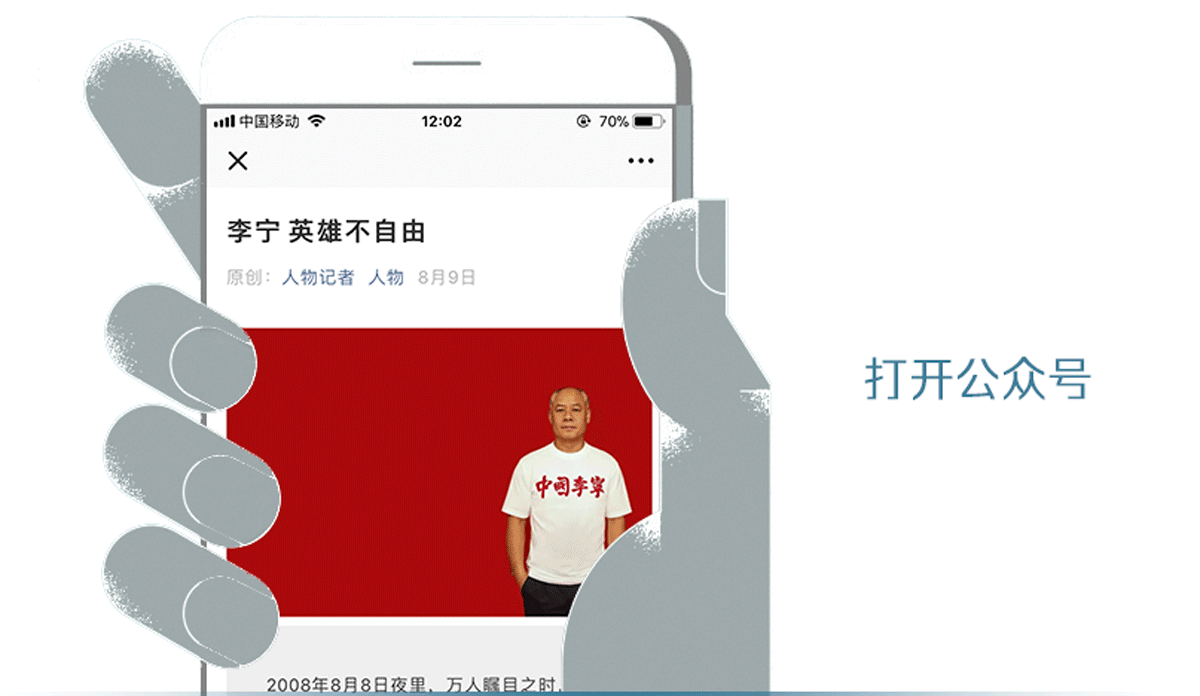 中国移动 12:02 70%
李宁 英雄不自由
原创： 人物记者 人物 8月9日
中國李寧
打开公众号
2008年8月8日夜里，万人瞩目之时，